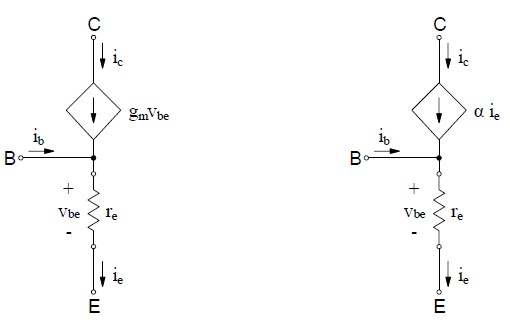 C C
ic ic
gmVbe α ie
ib ib
B B
+ +
Vbe re Vbe re
- -
ie ie
E E